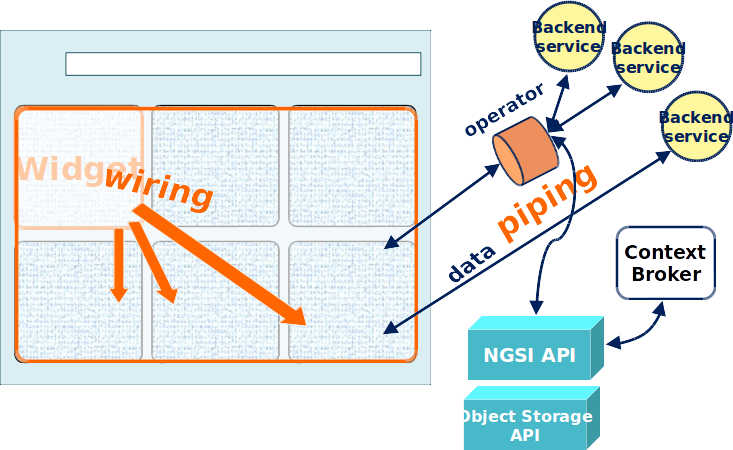 Backend
service
Backend
service
Backend
service
operator
Widget
wiring
data piping
Context
Broker
NGSI API
Object Storage
API